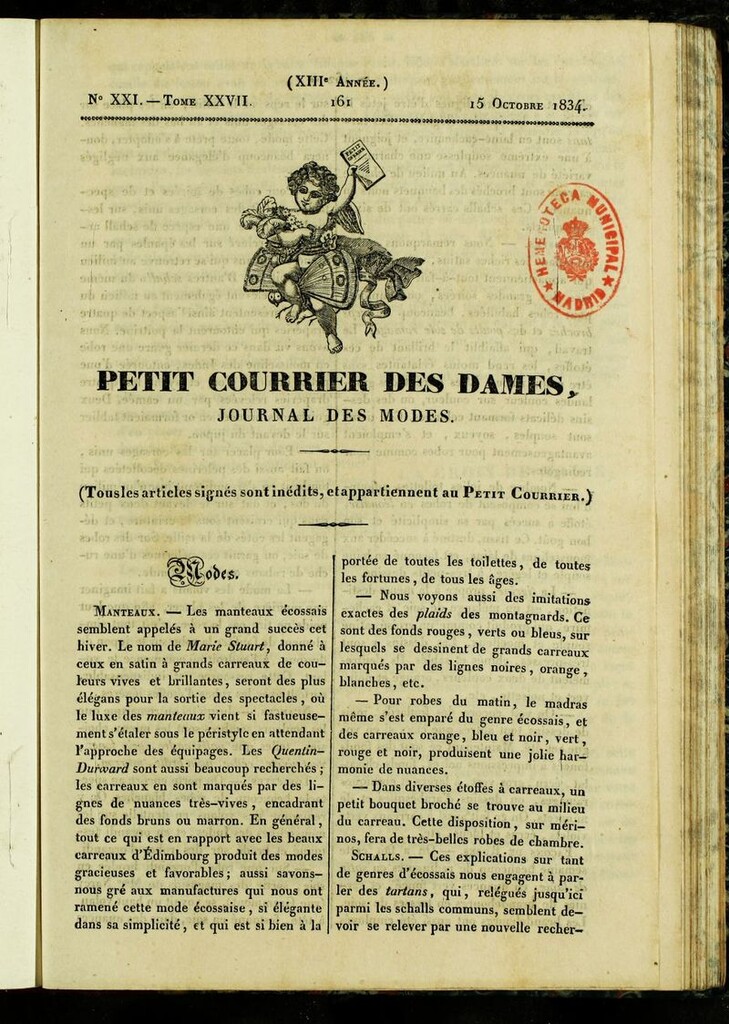 (XIIIᵉ Année.)
Nº XXI. — Tome XXVII. 161 15 Octobre 1834.
PETIT
HEMEROTECA MUNICIPAL
★ MADRID ★
PETIT COURRIER DES DAMES,
JOURNAL DES MODES.
(Tous les articles signés sont inédits, et appartiennent au Petit Courrier.)
Modes.
Manteaux. — Les manteaux écossais
semblent appelés à un grand succès cet
hiver. Le nom de Marie Stuart, donné à
ceux en satin à grands carreaux de cou-
leurs vives et brillantes, seront des plus
élégans pour la sortie des spectacles, où
le luxe des manteaux vient si fastueuse-
ment s'étaler sous le péristyle en attendant
l'approche des équipages. Les Quentin-
Durward sont aussi beaucoup recherchés ;
les carreaux en sont marqués par des li-
gnes de nuances très-vives, encadrant
des fonds bruns ou marron. En général,
tout ce qui est en rapport avec les beaux
carreaux d'Édimbourg produit des modes
gracieuses et favorables ; aussi savons-
nous gré aux manufactures qui nous ont
ramené cette mode écossaise, si élégante
dans sa simplicité, et qui est si bien à la
portée de toutes les toilettes, de toutes
les fortunes, de tous les âges.
— Nous voyons aussi des imitations
exactes des plaids des montagnards. Ce
sont des fonds rouges, verts ou bleus, sur
lesquels se dessinent de grands carreaux
marqués par des lignes noires, orange,
blanches, etc.
— Pour robes du matin, le madras
même s'est emparé du genre écossais, et
des carreaux orange, bleu et noir, vert,
rouge et noir, produisent une jolie har-
monie de nuances.
— Dans diverses étoffes à carreaux, un
petit bouquet broché se trouve au milieu
du carreau. Cette disposition, sur méri-
nos, fera de très-belles robes de chambre.
Schalls. — Ces explications sur tant
de genres d'écossais nous engagent à par-
ler des tartans, qui, relégués jusqu'ici
parmi les schalls communs, semblent de-
voir se relever par une nouvelle recher-